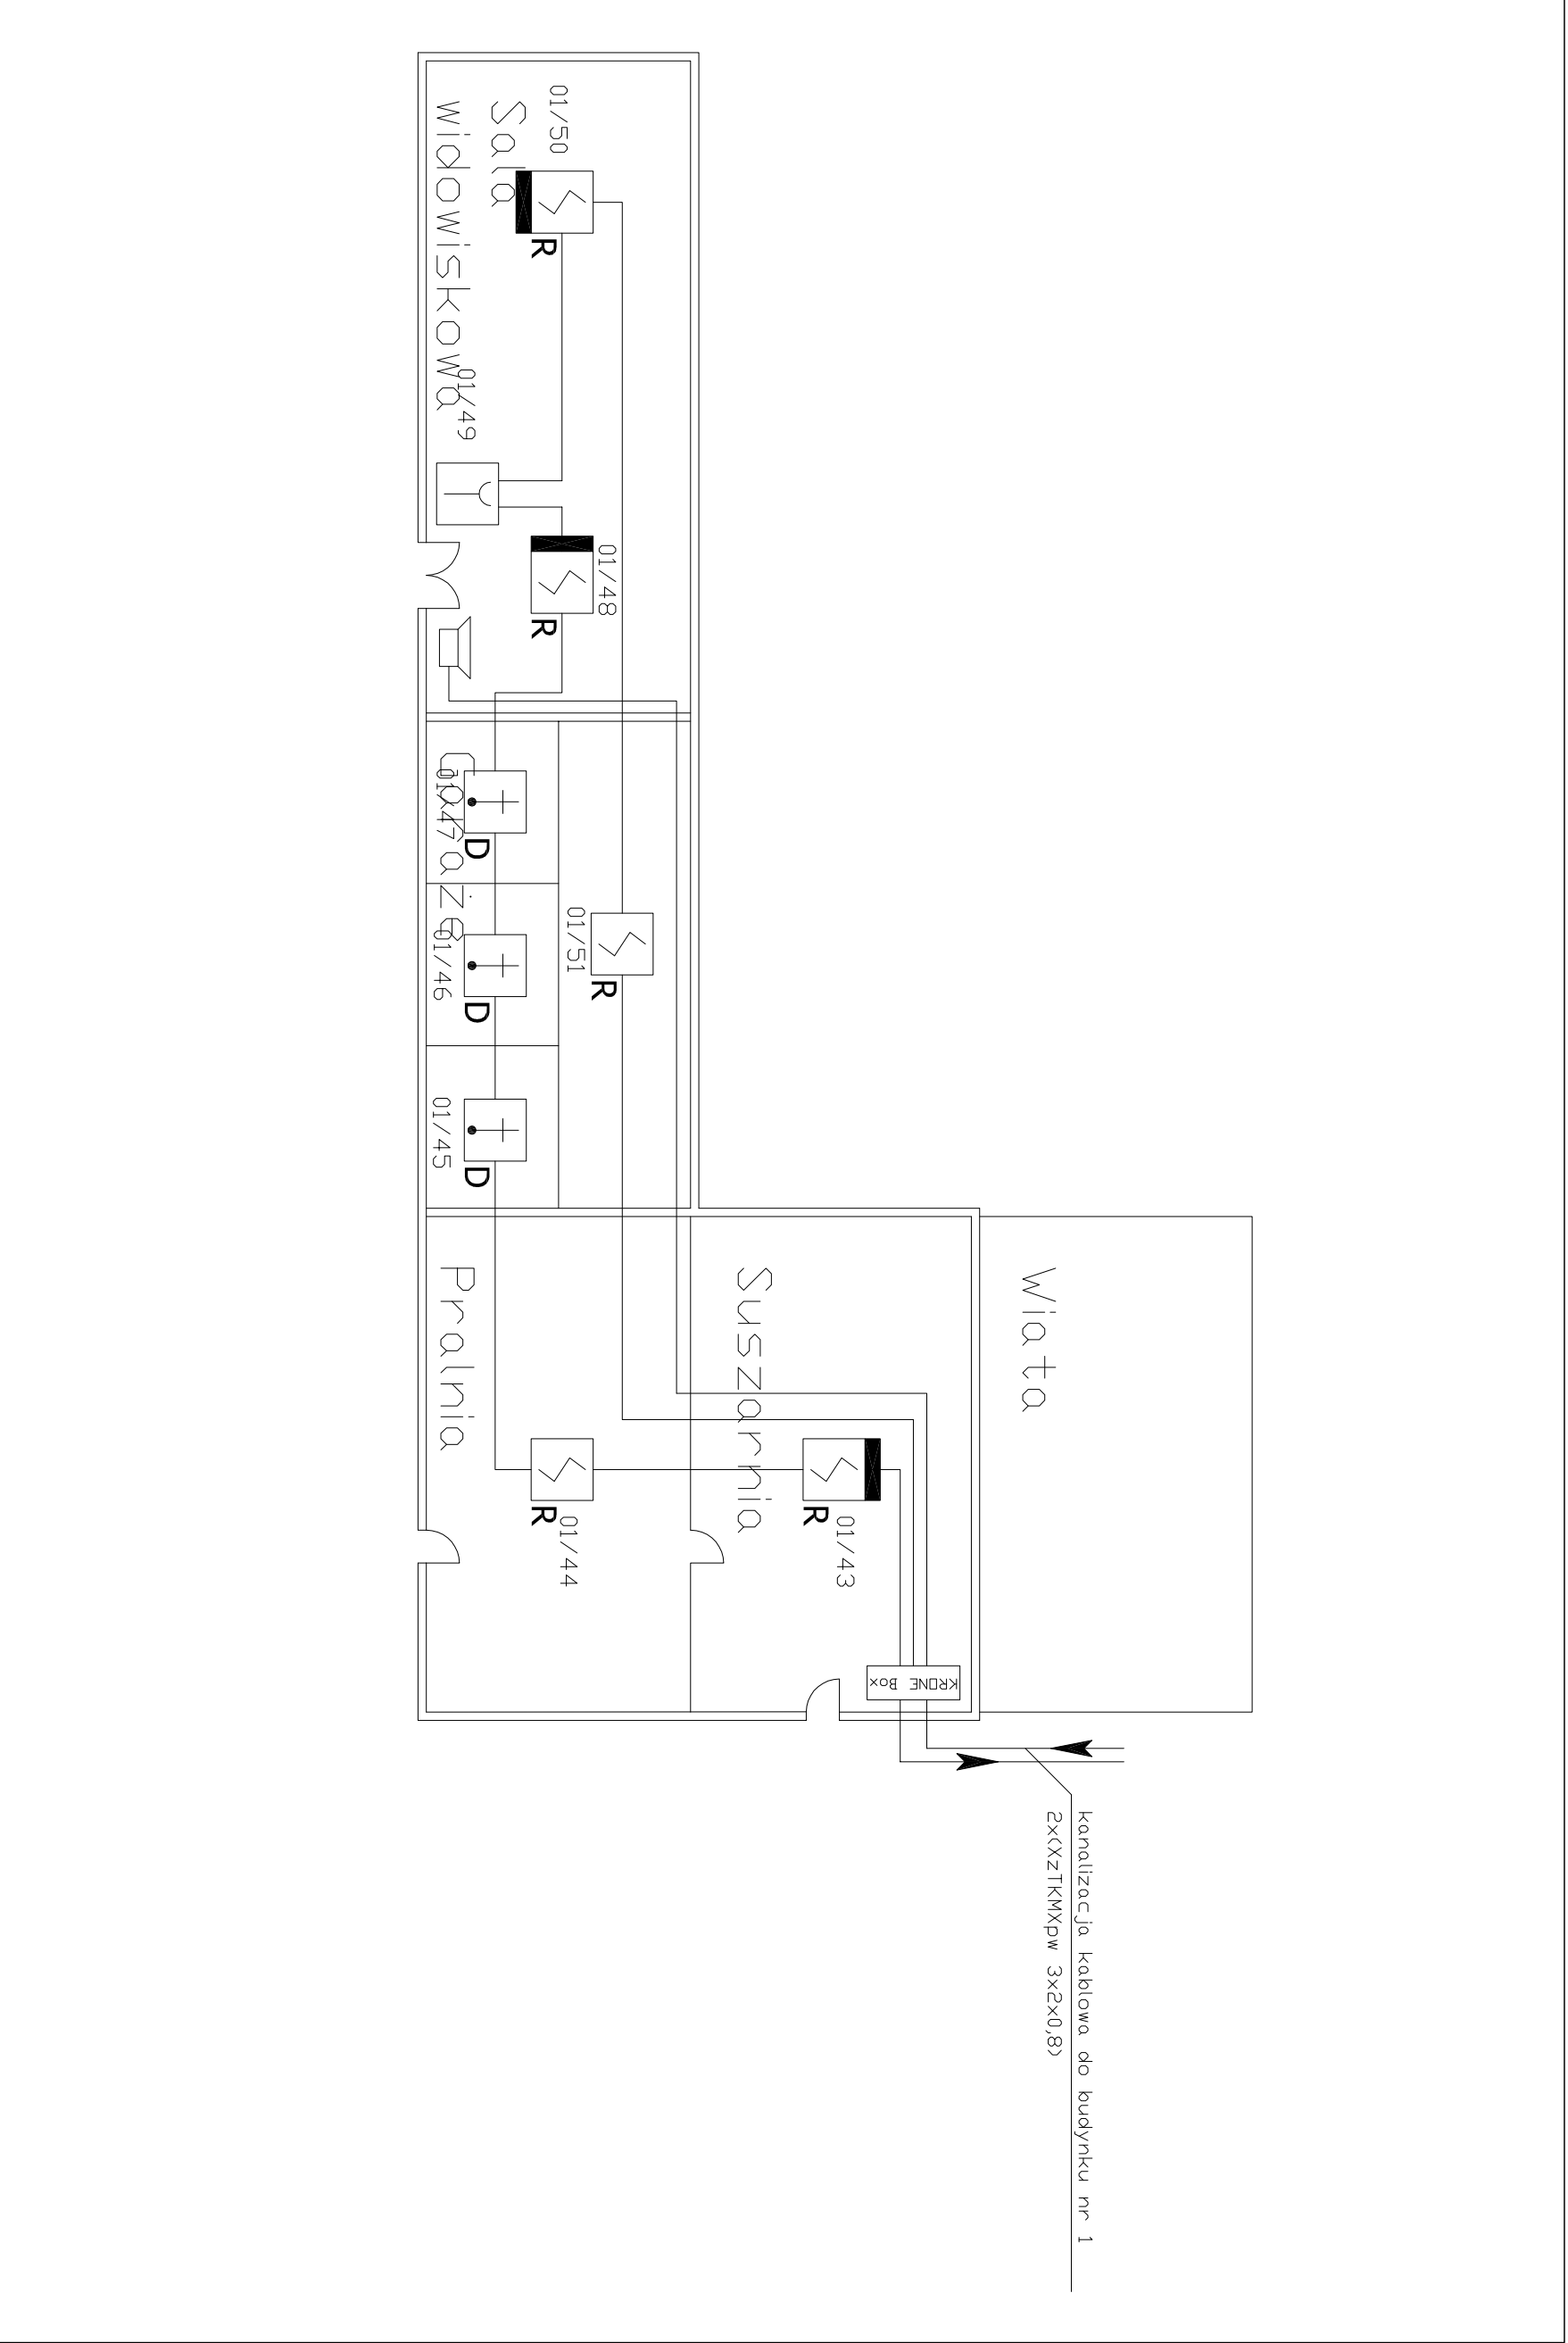 01/50
Sala
Widowiskowa
R
01/49
01/48
R
Garaże
01/47
D
01/46
D
01/51
R
01/45
D
Wiata
Suszarnia
Pralnia
R
01/44
R
01/43
KRONE Box
kanalizacja kablowa do budynku nr 1
2x(XzTKMXpw 3x2x0,8)